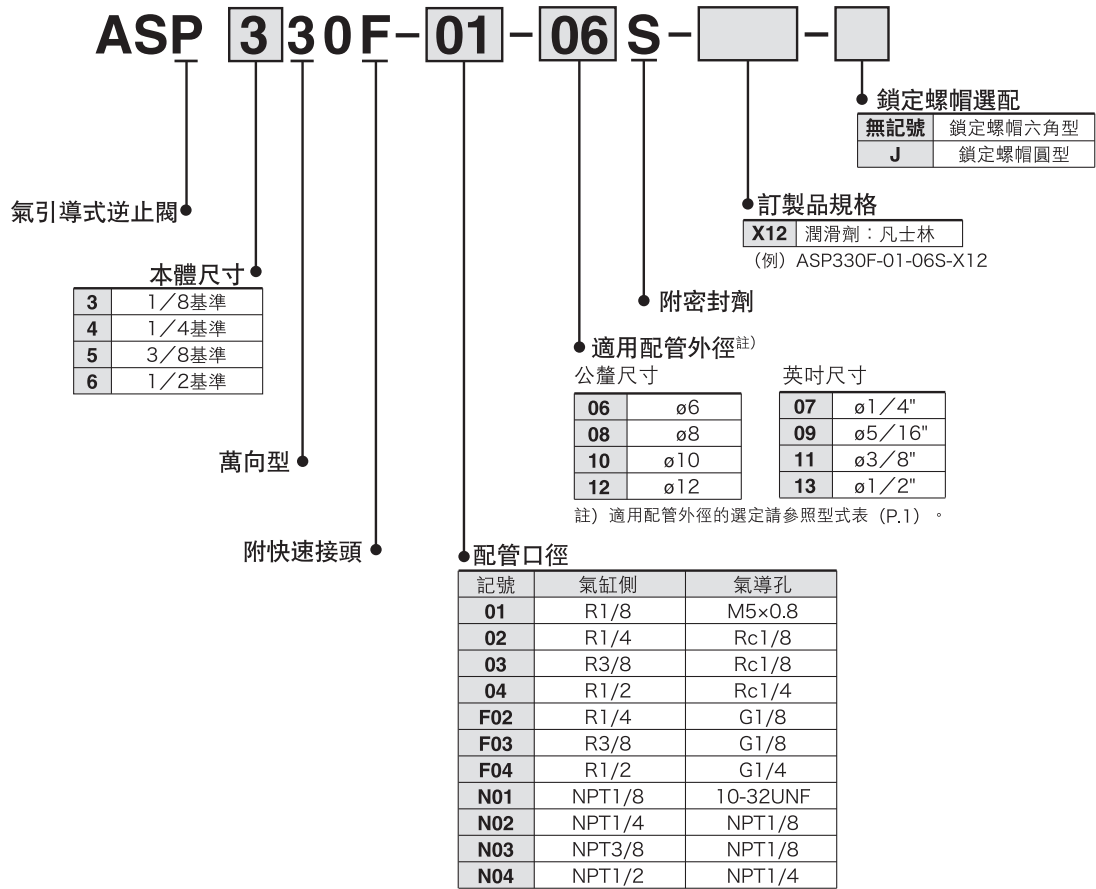 ASP 3 3 0 F－01－06 S－ －
鎖定螺帽選配
無記號 鎖定螺帽六角型
J 鎖定螺帽圓型
氣引導式逆止閥
訂製品規格
X12 潤滑劑：凡士林
（例）ASP330F-01-06S-X12
本體尺寸
3 1／8基準
4 1／4基準
5 3／8基準
6 1／2基準
附密封劑
適用配管外徑註）
公釐尺寸
06 ø6
08 ø8
10 ø10
12 ø12
英吋尺寸
07 ø1／4"
09 ø5／16"
11 ø3／8"
13 ø1／2"
註）適用配管外徑的選定請參照型式表（P.1）。
萬向型
附快速接頭
配管口徑
記號 氣缸側 氣導孔
01 R1/8 M5×0.8
02 R1/4 Rc1/8
03 R3/8 Rc1/8
04 R1/2 Rc1/4
F02 R1/4 G1/8
F03 R3/8 G1/8
F04 R1/2 G1/4
N01 NPT1/8 10-32UNF
N02 NPT1/4 NPT1/8
N03 NPT3/8 NPT1/8
N04 NPT1/2 NPT1/4